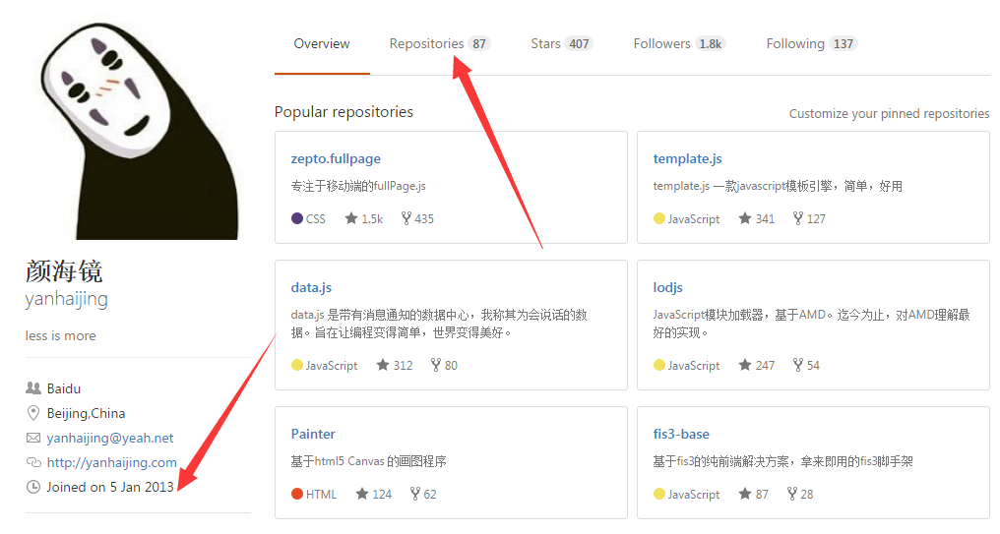 Overview
Repositories 87
Stars 407
Followers 1.8k
Following 137
颜海镜
yanhaijing
less is more
Baidu
Beijing,China
yanhaijing@yeah.net
http://yanhaijing.com
Joined on 5 Jan 2013
Popular repositories
Customize your pinned repositories
zepto.fullpage
专注于移动端的fullPage.js
CSS 1.5k 435
template.js
template.js 一款javascript模板引擎，简单，好用
JavaScript 341 127
data.js
data.js 是带有消息通知的数据中心，我称其为会说话的数
据。旨在让编程变得简单，世界变得美好。
JavaScript 312 80
lodjs
JavaScript模块加载器，基于AMD。迄今为止，对AMD理解最
好的实现。
JavaScript 247 54
Painter
基于html5 Canvas 的画图程序
HTML 124 62
fis3-base
基于fis3的纯前端解决方案，拿来即用的fis3脚手架
JavaScript 87 28